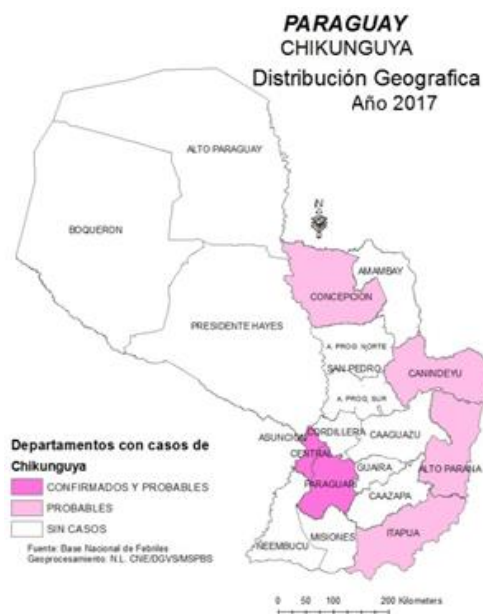 PARAGUAY
CHIKUNGUYA
Distribución Geografica
Año 2017
ALTO PARAGUAY
BOQUERON
N
AMAMBAY
CONCEPCION
PRESIDENTE HAYES
A. PROG. NORTE
SAN PEDRO
CANINDEYU
A. PROG. SUR
ASUNCION
CORDILLERA
CAAGUAZU
CENTRAL
GUAIRA
ALTO PARANA
PARAGUARI
CAAZAPA
MISIONES
ITAPUA
ÑEEMBUCU
Departamentos con casos de
Chikunguya
CONFIRMADOS Y PROBABLES
PROBABLES
SIN CASOS
Fuente: Base Nacional de Febriles
Geoprocesamiento: N.L. CNE/DGVS/MSPBS
0 50 100 200 Kilometers